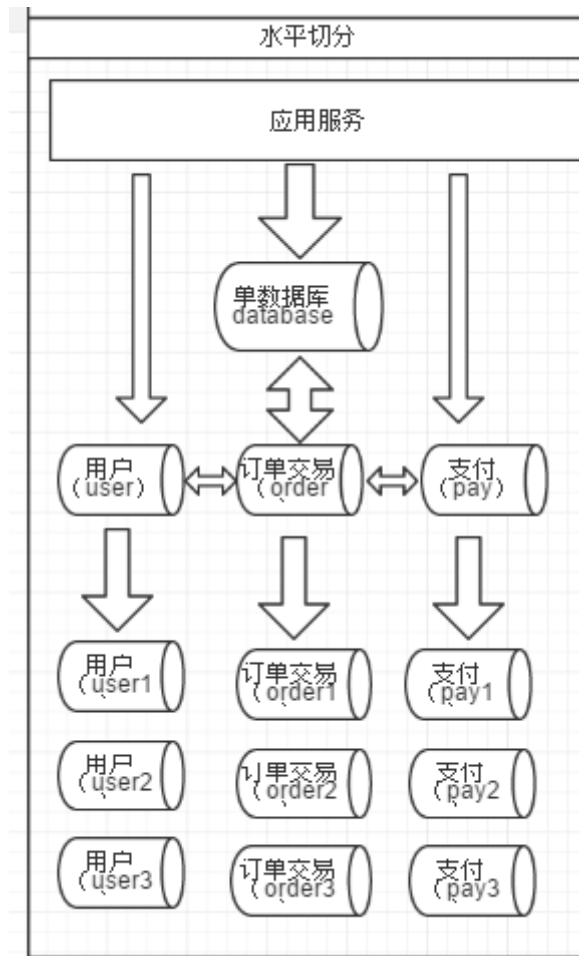 水平切分
应用服务
单数据库
database
用户
(user)
订单交易
(order
支付
(pay)
用户
(user1
订单交易
(order1
支付
(pay1
用户
(user2
订单交易
(order2
支付
(pay2
用户
(user3
订单交易
(order3
支付
(pay3